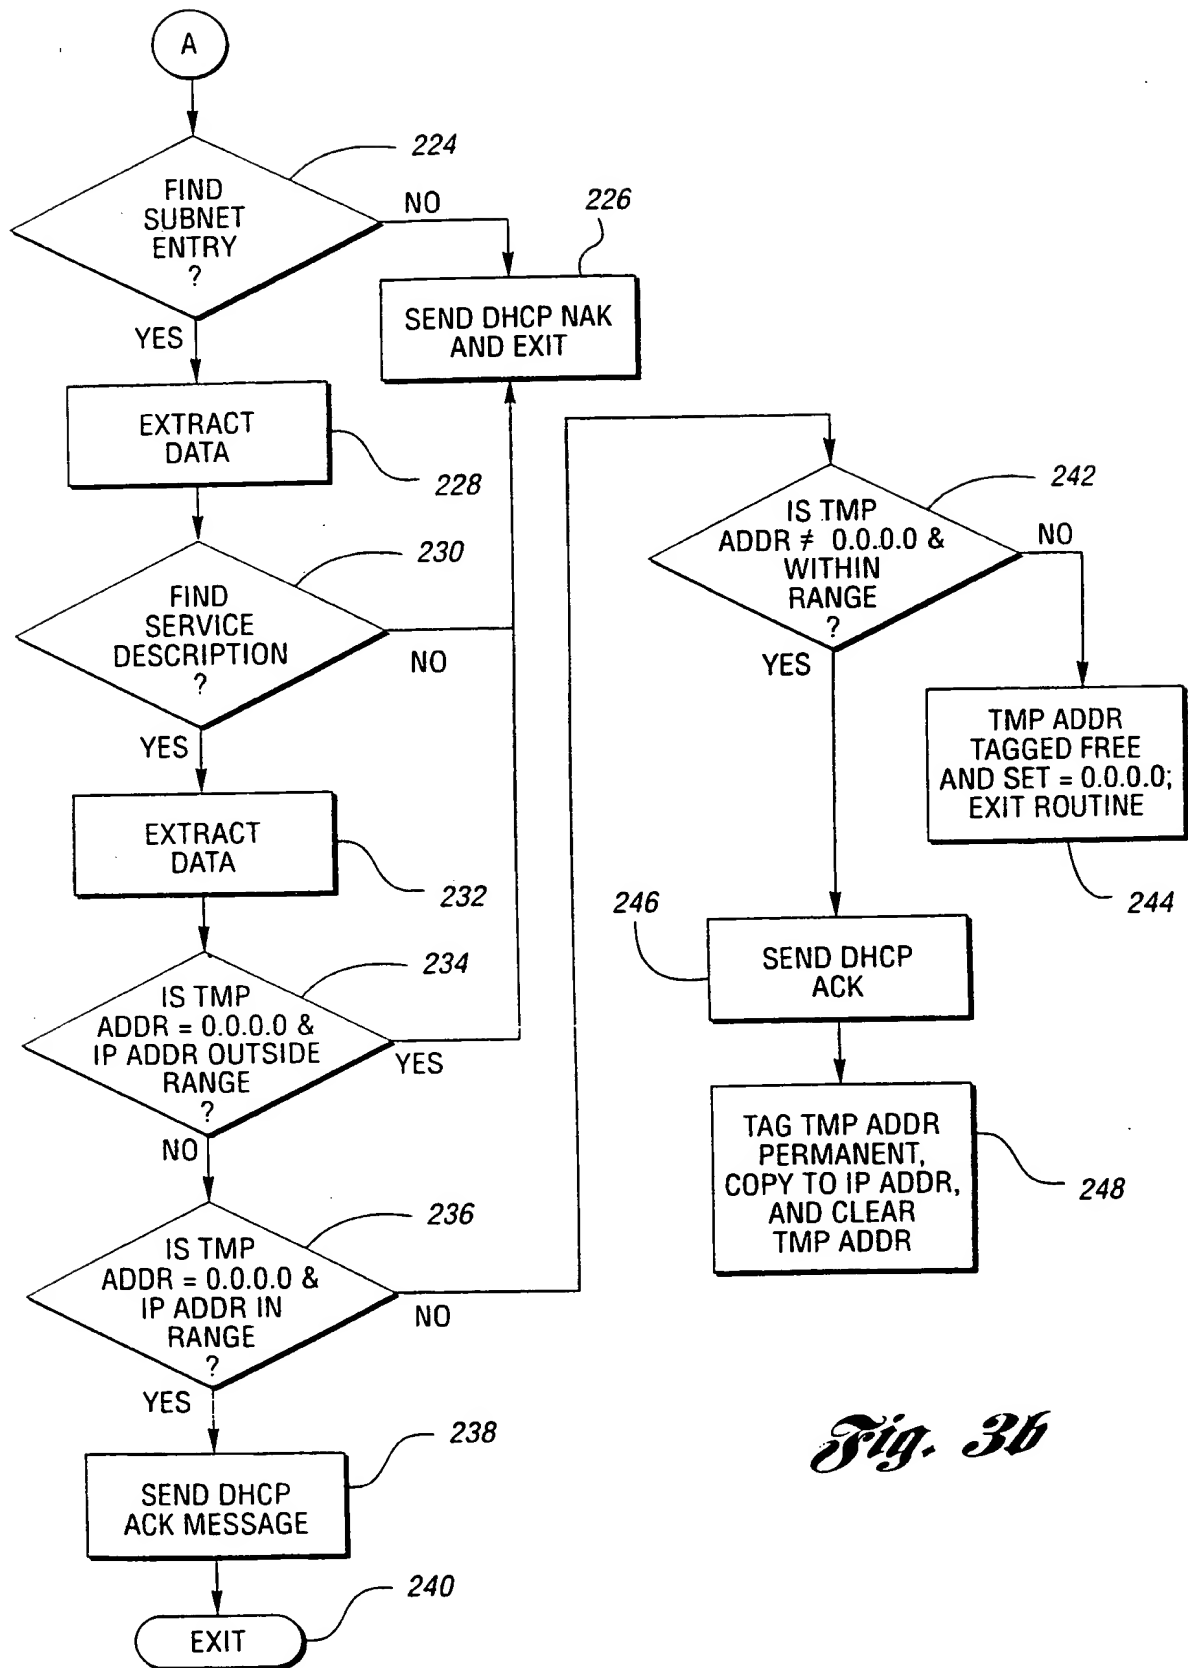 A
224
FIND
SUBNET
ENTRY
?
NO
YES
226
SEND DHCP NAK
AND EXIT
EXTRACT
DATA
228
230
FIND
SERVICE
DESCRIPTION
?
NO
YES
EXTRACT
DATA
232
234
IS TMP
ADDR = 0.0.0.0 &
IP ADDR OUTSIDE
RANGE
?
YES
NO
236
IS TMP
ADDR = 0.0.0.0 &
IP ADDR IN
RANGE
?
NO
YES
238
SEND DHCP
ACK MESSAGE
240
EXIT
242
IS TMP
ADDR ≠ 0.0.0.0 &
WITHIN
RANGE
?
NO
YES
TMP ADDR
TAGGED FREE
AND SET = 0.0.0.0;
EXIT ROUTINE
244
246
SEND DHCP
ACK
TAG TMP ADDR
PERMANENT,
COPY TO IP ADDR,
AND CLEAR
TMP ADDR
248
Fig. 3b